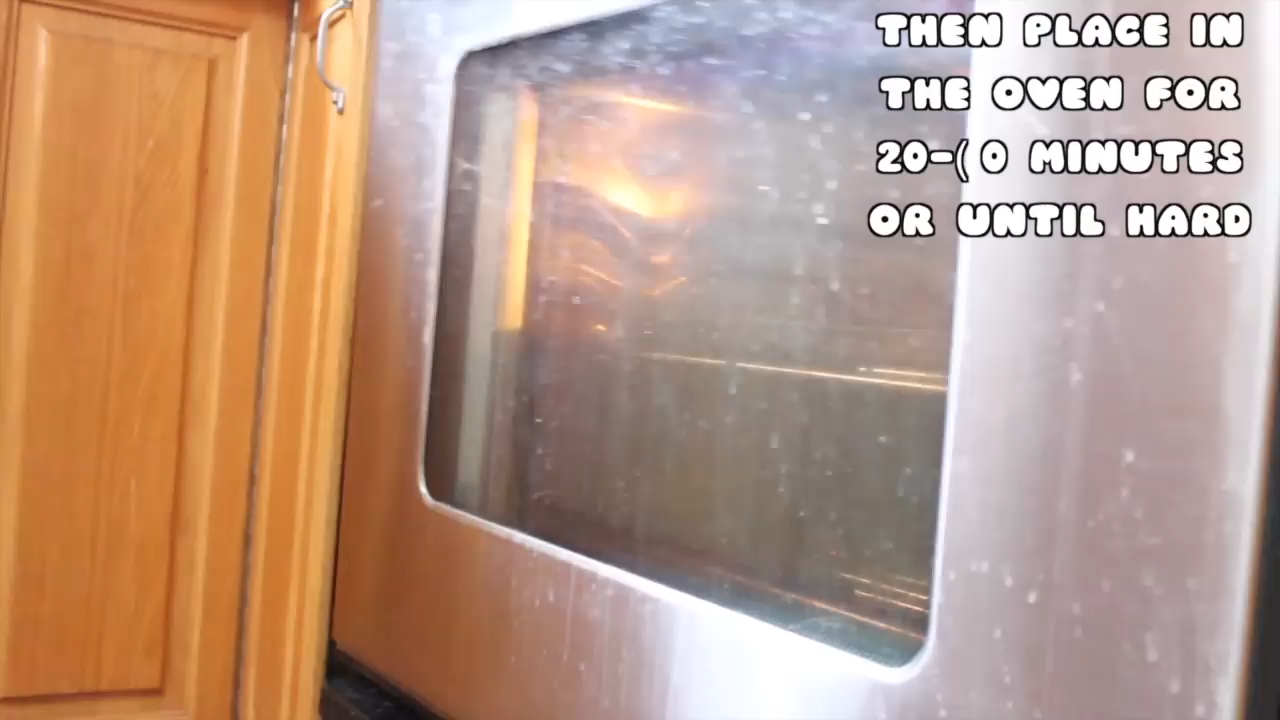 THEN PLACE IN
THE OVEN FOR
20-(0 MINUTES
OR UNTIL HARD